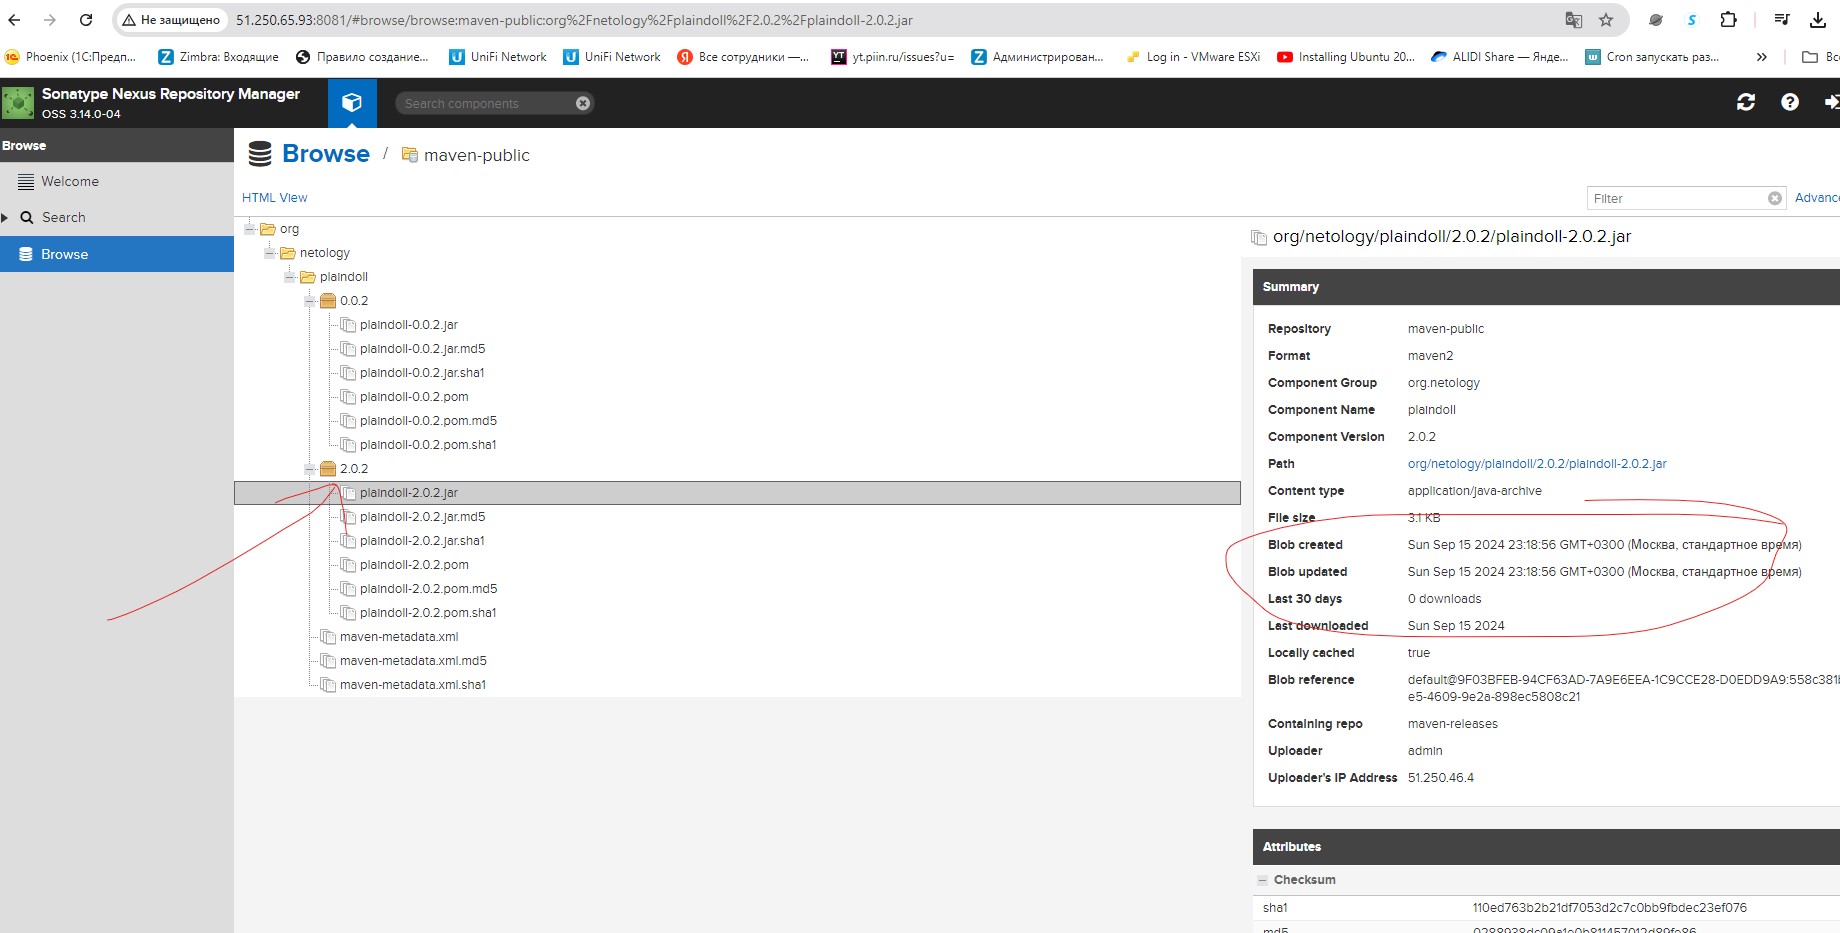 Не защищено
51.250.65.93:8081/#browse/browse:maven-public:org%2Fnetology%2Fplaindoll%2F2.0.2%2Fplaindoll-2.0.2.jar
Phoenix (1С:Предп...
Zimbra: Входящие
Правило создание...
UniFi Network
UniFi Network
Все сотрудники —...
yt.piin.ru/issues?u=
Администрирован...
Log in - VMware ESXi
Installing Ubuntu 20...
ALIDI Share — Янде...
Cron запускать раз...
Sonatype Nexus Repository Manager
OSS 3.14.0-04
Search components
Browse
Welcome
Search
Browse
Browse / maven-public
HTML View
Filter
org
netology
plaindoll
0.0.2
plaindoll-0.0.2.jar
plaindoll-0.0.2.jar.md5
plaindoll-0.0.2.jar.sha1
plaindoll-0.0.2.pom
plaindoll-0.0.2.pom.md5
plaindoll-0.0.2.pom.sha1
2.0.2
plaindoll-2.0.2.jar
plaindoll-2.0.2.jar.md5
plaindoll-2.0.2.jar.sha1
plaindoll-2.0.2.pom
plaindoll-2.0.2.pom.md5
plaindoll-2.0.2.pom.sha1
maven-metadata.xml
maven-metadata.xml.md5
maven-metadata.xml.sha1
org/netology/plaindoll/2.0.2/plaindoll-2.0.2.jar
Summary
Repository maven-public
Format maven2
Component Group org.netology
Component Name plaindoll
Component Version 2.0.2
Path org/netology/plaindoll/2.0.2/plaindoll-2.0.2.jar
Content type application/java-archive
File size 3.1 KB
Blob created Sun Sep 15 2024 23:18:56 GMT+0300 (Москва, стандартное время)
Blob updated Sun Sep 15 2024 23:18:56 GMT+0300 (Москва, стандартное время)
Last 30 days 0 downloads
Last downloaded Sun Sep 15 2024
Locally cached true
Blob reference default@9F03BFEB-94CF63AD-7A9E6EEA-1C9CCE28-D0EDD9A9:558c381
e5-4609-9e2a-898ec5808c21
Containing repo maven-releases
Uploader admin
Uploader's IP Address 51.250.46.4
Attributes
Checksum
sha1 110ed763b2b21df7053d2c7c0bb9fbdec23ef076